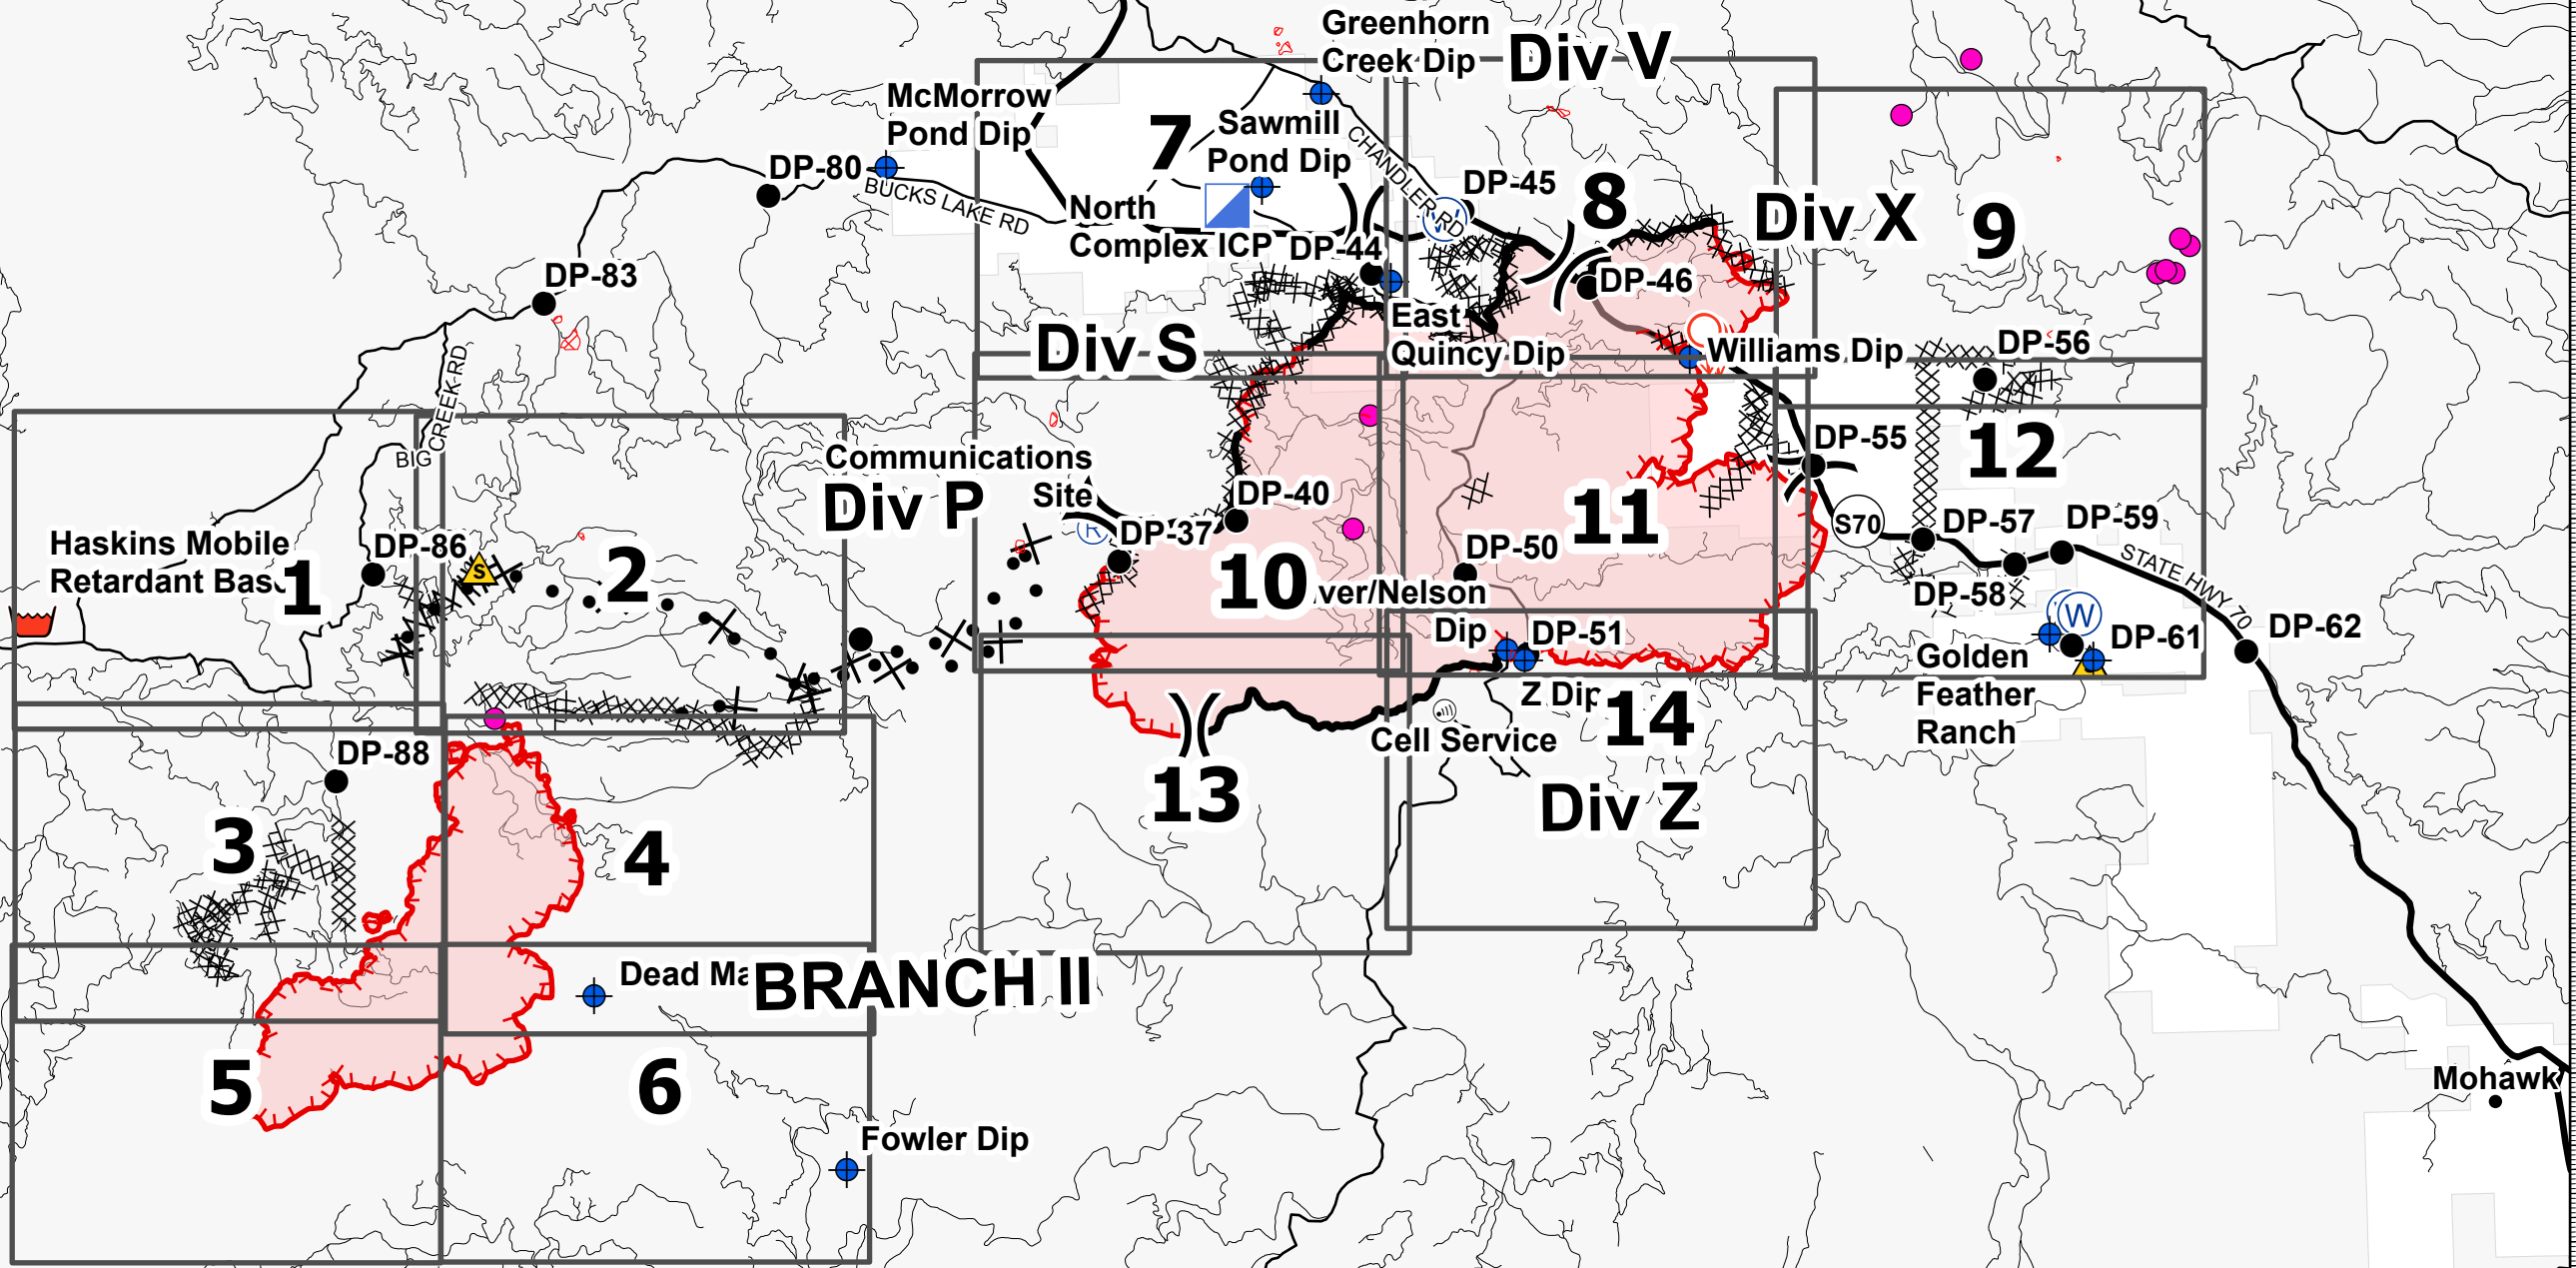 Greenhorn
Creek Dip
Div V
McMorrow
Pond Dip
7
Sawmill
Pond Dip
CHANDLER RD
DP-80
BUCKS LAKE RD
DP-45
8
North
Complex ICP
DP-44
Div X
9
DP-83
DP-46
East
Quincy Dip
Div S
Williams Dip
DP-56
BIG CREEK RD
DP-55
12
Communications
Site
Div P
DP-40
R
DP-37
11
S70
DP-57
DP-59
STATE HWY 70
Haskins Mobile
Retardant Base
1
DP-86
S
2
10
DP-50
ver/Nelson
Dip
DP-51
DP-58
W
DP-61
DP-62
Golden
Feather
Ranch
Z Dip
14
Cell Service
DP-88
13
Div Z
3
4
Dead Ma
BRANCH II
5
6
Fowler Dip
Mohawk